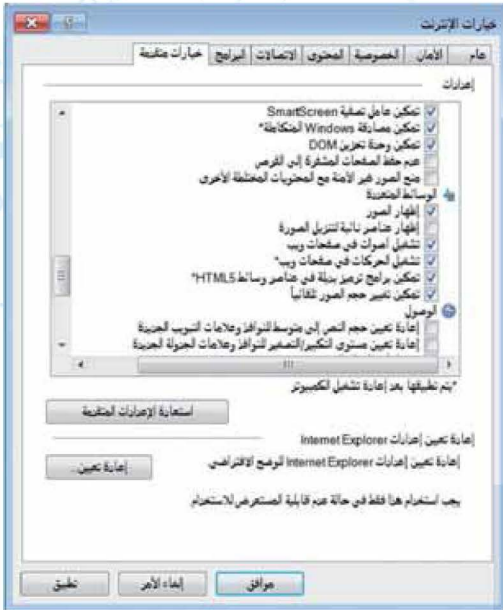 خيارات الإنترنت
عام الأمان الخصوصية المحتوى الاتصالات البرامج خيارات متقدمة
إعدادات
تمكين عامل تصفية SmartScreen
تمكين مصادقة Windows المتكاملة*
تمكين وحدة تخزين DOM
عدم حفظ الصفحات المشفرة إلى القرص
منع الصور غير الآمنة مع المحتويات المختلطة الأخرى
الوسائط المتعددة
إظهار الصور
إظهار عناصر نائبة لتنزيل الصورة
تشغيل أصوات في صفحات ويب
تشغيل الحركات في صفحات ويب*
تمكين برامج ترميز بديلة في عناصر وسائط HTML5*
تمكين تغيير حجم الصور تلقائياً
الوصول
إعادة تعيين حجم النص إلى متوسط للنوافذ وعلامات التبويب الجديدة
إعادة تعيين مستوى التكبير/التصغير للنوافذ وعلامات الجدولة الجديدة
*يتم تطبيقها بعد إعادة تشغيل الكمبيوتر
استعادة الإعدادات المتقدمة
إعادة تعيين إعدادات Internet Explorer
إعادة تعيين إعدادات Internet Explorer للوضع الافتراضي.
إعادة تعيين...
يجب استخدام هذا فقط في حالة عدم قابلية المستعرض للاستخدام
موافق إلغاء الأمر تطبيق